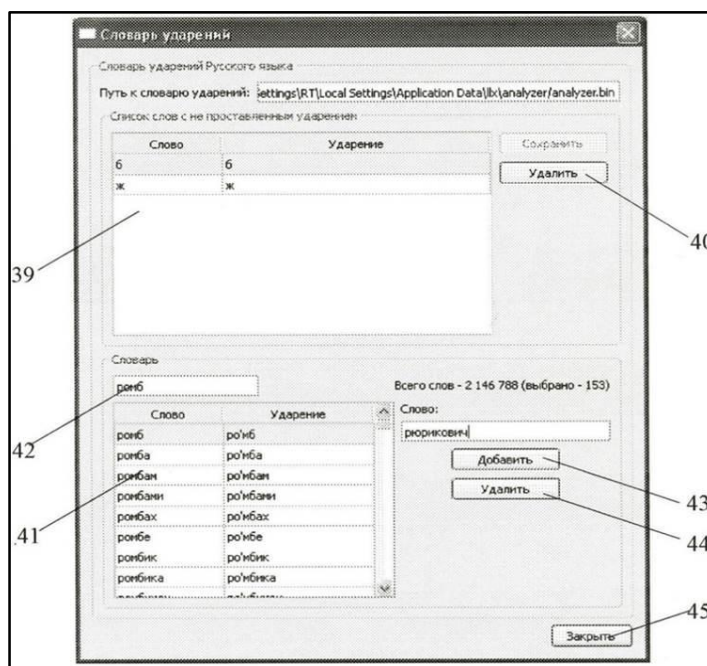 Словарь ударений
Словарь ударений Русского языка
Путь к словарю ударений: ettings\RT\Local Settings\Application Data\llx\analyzer/analyzer.bin
Список слов с не проставленным ударением
Слово Ударение
б б
ж ж
Сохранить
Удалить
40
39
Словарь
ромб
Всего слов - 2 146 788 (выбрано - 153)
Слово Ударение
ромб ро'мб
ромба ро'мба
ромбам ро'мбам
ромбами ро'мбами
ромбах ро'мбах
ромбе ро'мбе
ромбик ро'мбик
ромбика ро'мбика
Слово:
рюрикович
Добавить
Удалить
42
41
43
44
45
Закрыть